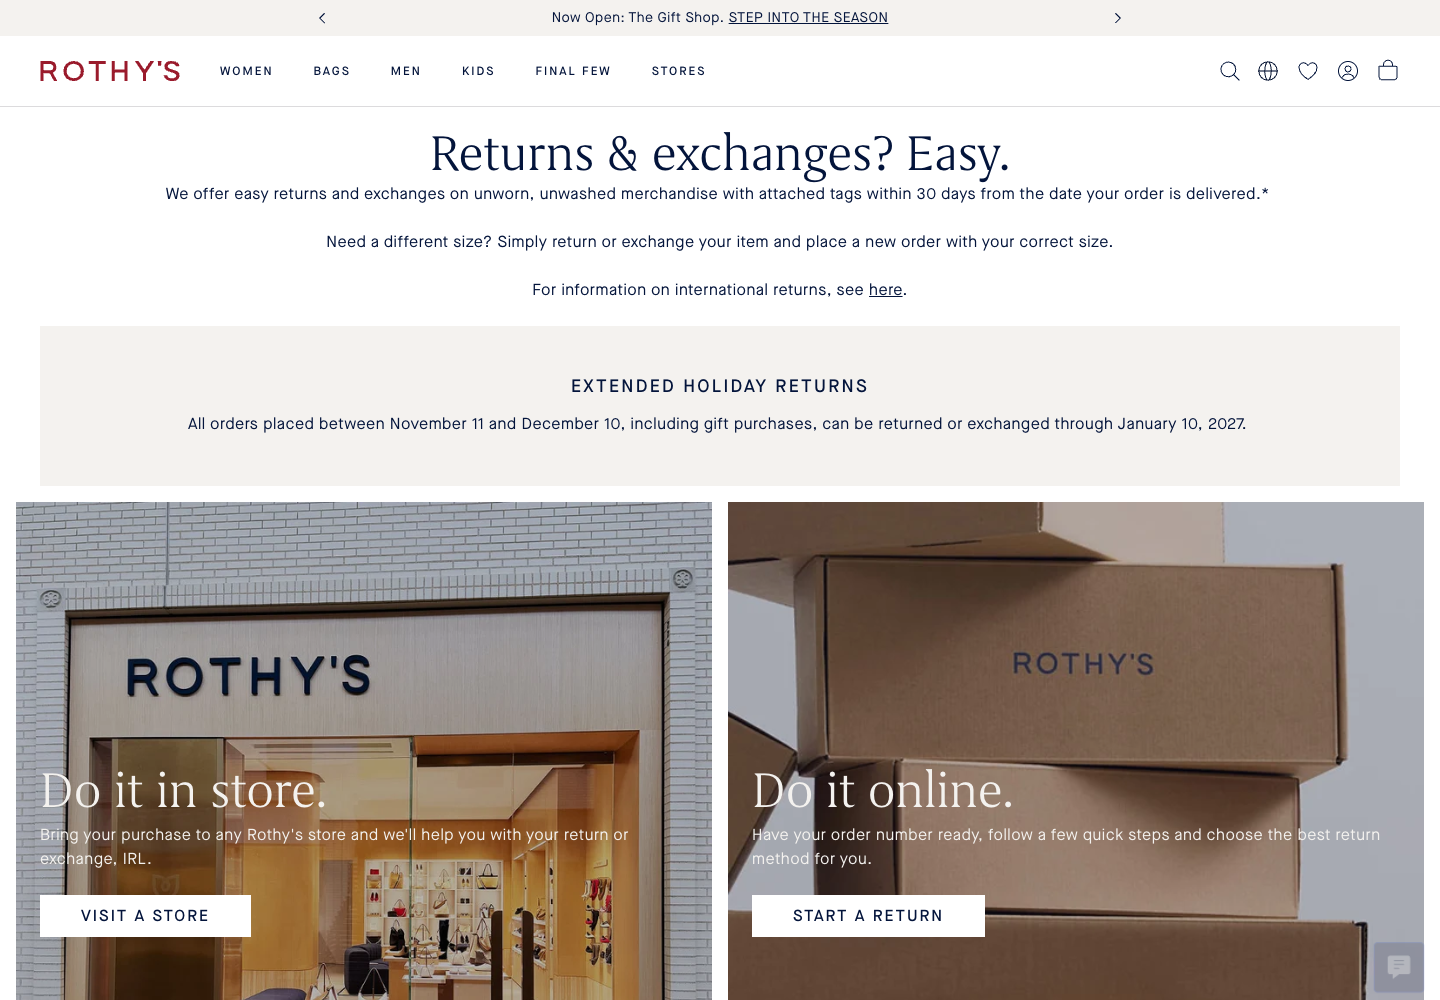 Now Open: The Gift Shop. STEP INTO THE SEASON
ROTHY'S
WOMEN
BAGS
MEN
KIDS
FINAL FEW
STORES
Returns & exchanges? Easy.
We offer easy returns and exchanges on unworn, unwashed merchandise with attached tags within 30 days from the date your order is delivered.*
Need a different size? Simply return or exchange your item and place a new order with your correct size.
For information on international returns, see here.
EXTENDED HOLIDAY RETURNS
All orders placed between November 11 and December 10, including gift purchases, can be returned or exchanged through January 10, 2027.
ROTHY'S
Do it in store.
Bring your purchase to any Rothy's store and we'll help you with your return or
exchange, IRL.
VISIT A STORE
ROTHY'S
Do it online.
Have your order number ready, follow a few quick steps and choose the best return
method for you.
START A RETURN